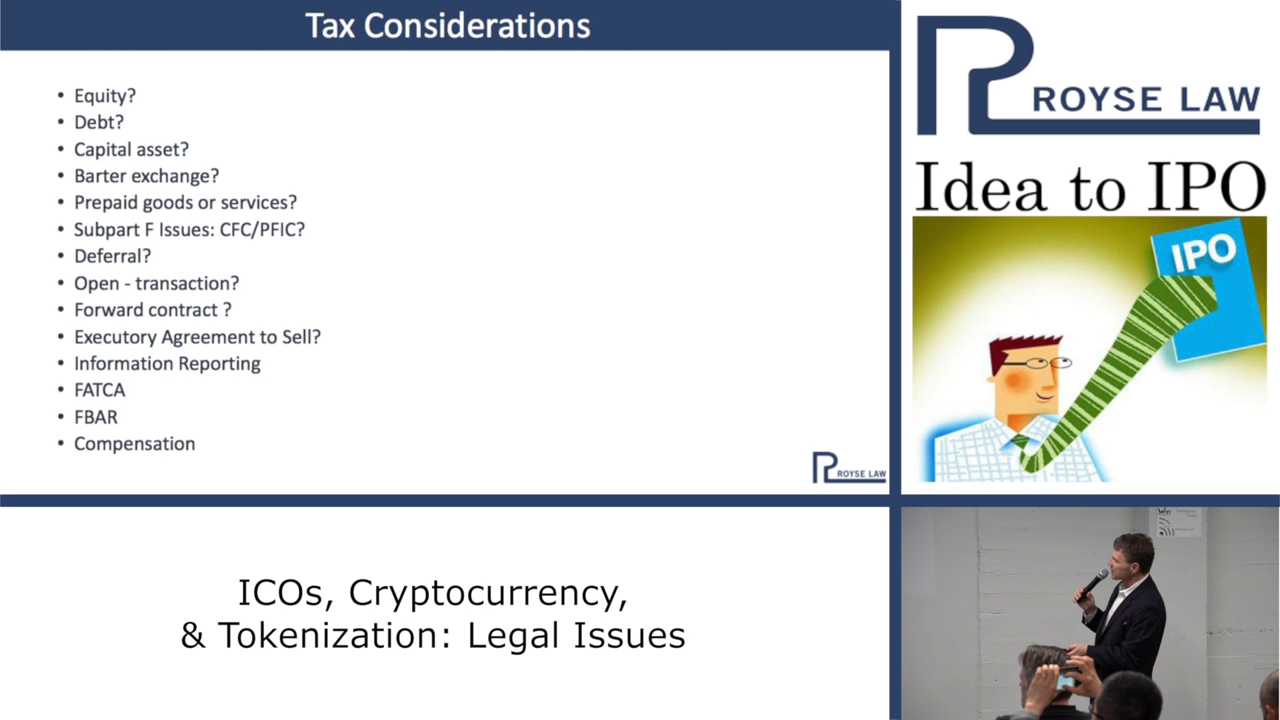 Tax Considerations
• Equity?
• Debt?
• Capital asset?
• Barter exchange?
• Prepaid goods or services?
• Subpart F Issues: CFC/PFIC?
• Deferral?
• Open - transaction?
• Forward contract ?
• Executory Agreement to Sell?
• Information Reporting
• FATCA
• FBAR
• Compensation
ROYSE LAW
ROYSE LAW
Idea to IPO
IPO
ICOs, Cryptocurrency,
& Tokenization: Legal Issues